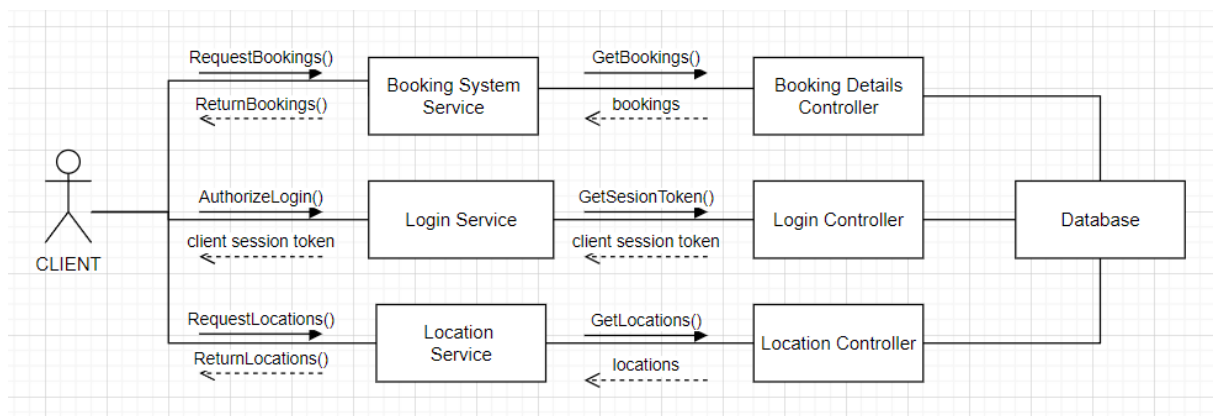 RequestBookings()
ReturnBookings()
Booking System
Service
GetBookings()
bookings
Booking Details
Controller
CLIENT
AuthorizeLogin()
client session token
Login Service
GetSesionToken()
client session token
Login Controller
Database
RequestLocations()
ReturnLocations()
Location
Service
GetLocations()
locations
Location Controller